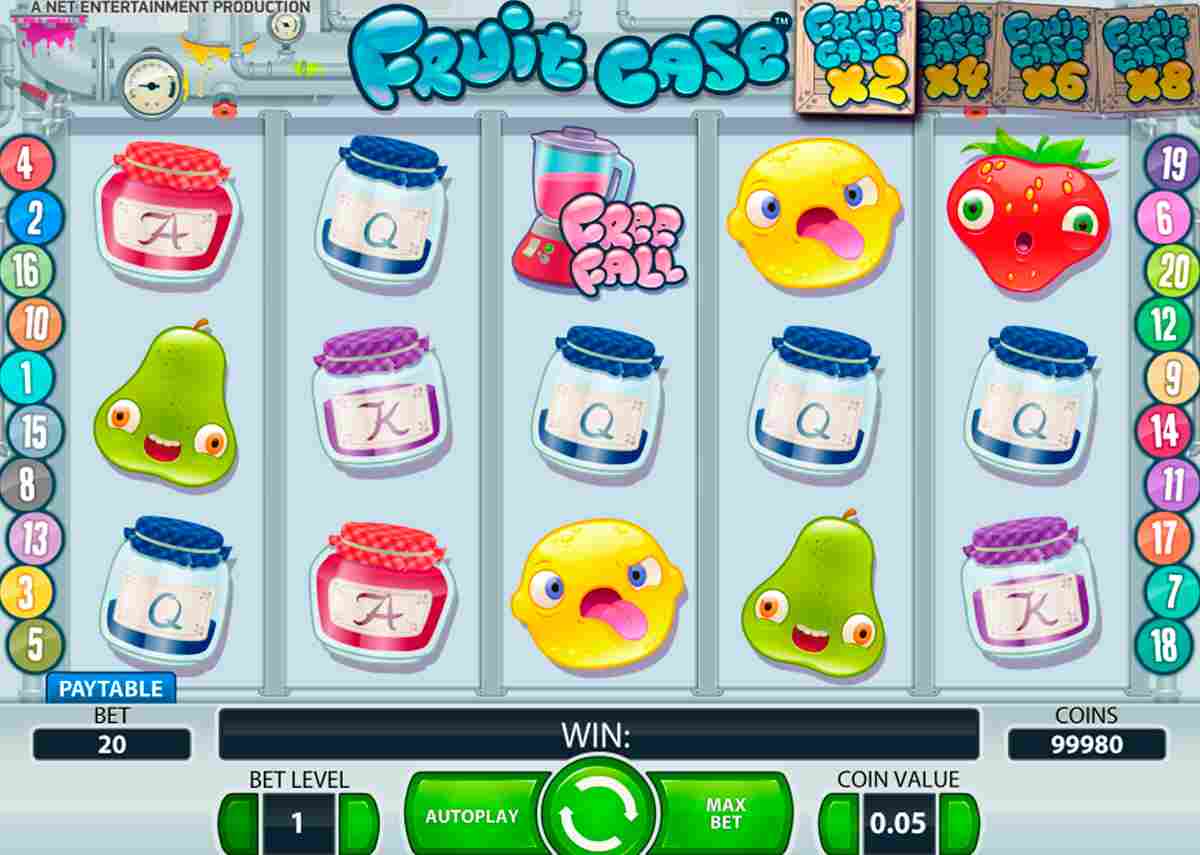 A NET ENTERTAINMENT PRODUCTION
FRUIT CASE™
FRUIT CASE X2
FRUIT CASE X4
FRUIT CASE X6
FRUIT CASE X8
4
2
16
10
1
15
8
13
3
5
A
Q
FREE
FALL
K
Q
Q
Q
Q
A
K
19
6
20
12
9
14
11
17
7
18
PAYTABLE
BET
20
WIN:
COINS
99980
BET LEVEL
1
AUTOPLAY
MAX
BET
COIN VALUE
0.05